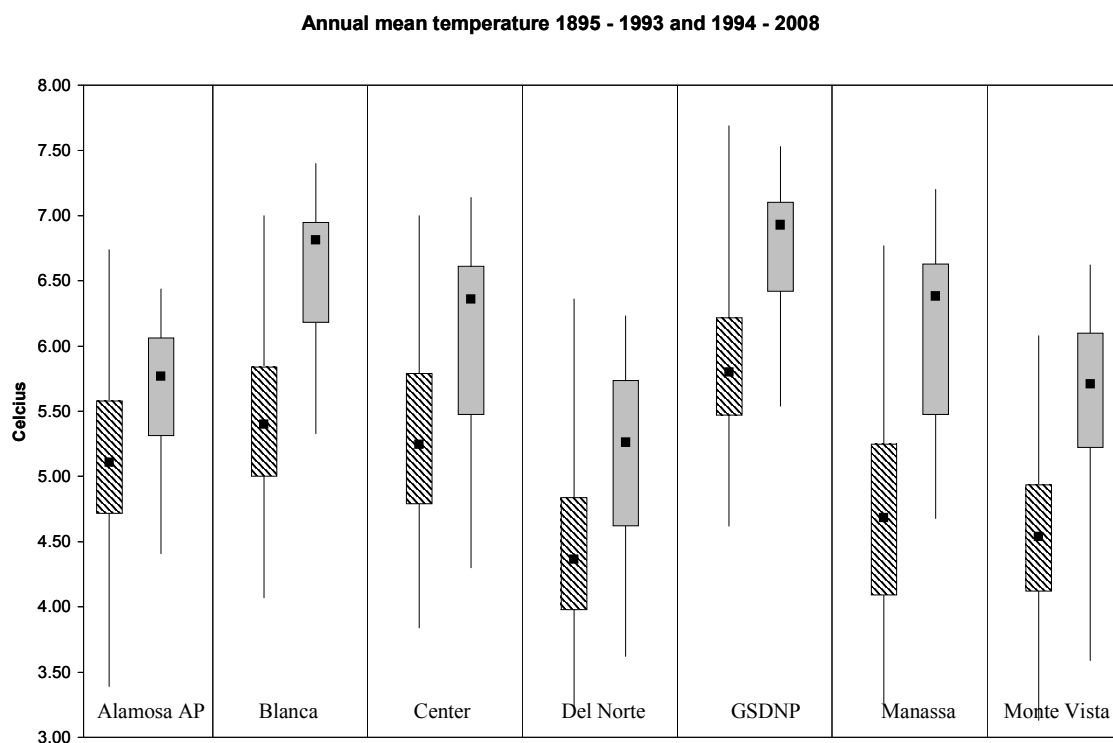 Annual mean temperature 1895 - 1993 and 1994 - 2008
8.00
7.50
7.00
6.50
6.00
5.50
5.00
4.50
4.00
3.50
3.00
Celcius
Alamosa AP
Blanca
Center
Del Norte
GSDNP
Manassa
Monte Vista